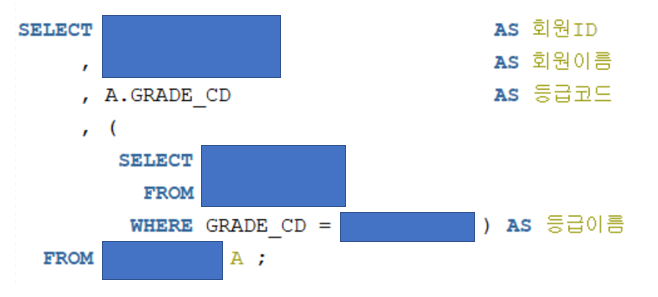 SELECT AS 회원ID
, AS 회원이름
, A.GRADE_CD AS 등급코드
, (
SELECT
FROM
WHERE GRADE_CD = ) AS 등급이름
FROM A ;